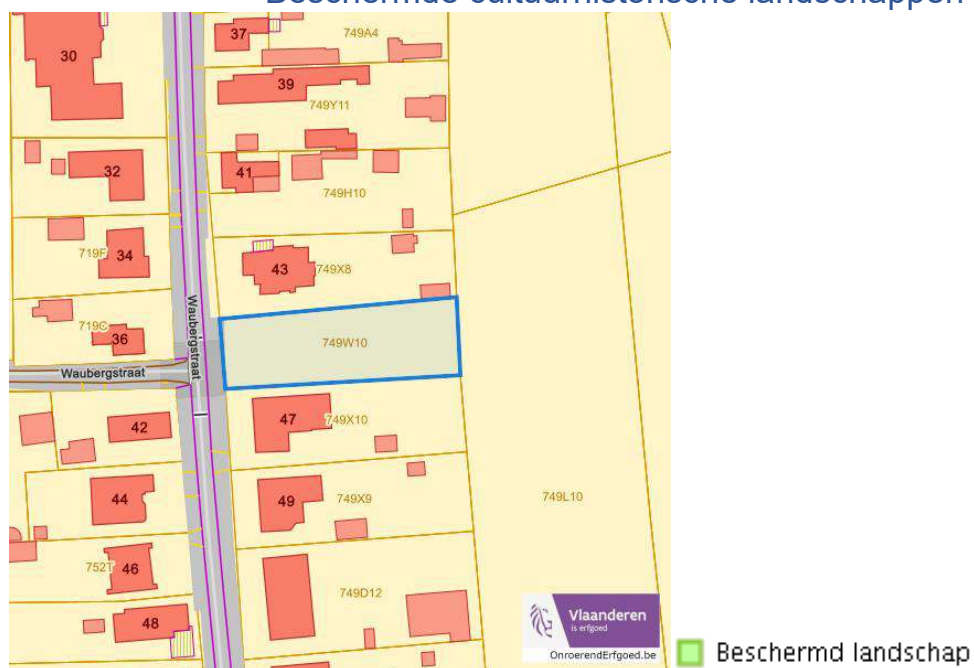 Beschermde cultuurhistorische landschappen
30
37
749A4
39
749Y11
32
41
749H10
719F
34
43
749X8
Waubergstraat
719C
36
749W10
Waubergstraat
42
47
749X10
44
49
749X9
749L10
752T
46
749D12
48
Vlaanderen
is erfgoed
OnroerendErfgoed.be
Beschermd landschap